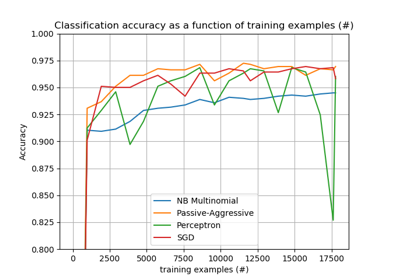 Classification accuracy as a function of training examples (#)
1.000
0.975
0.950
0.925
0.900
0.875
0.850
0.825
0.800
Accuracy
NB Multinomial
Passive-Aggressive
Perceptron
SGD
0 2500 5000 7500 10000 12500 15000 17500
training examples (#)